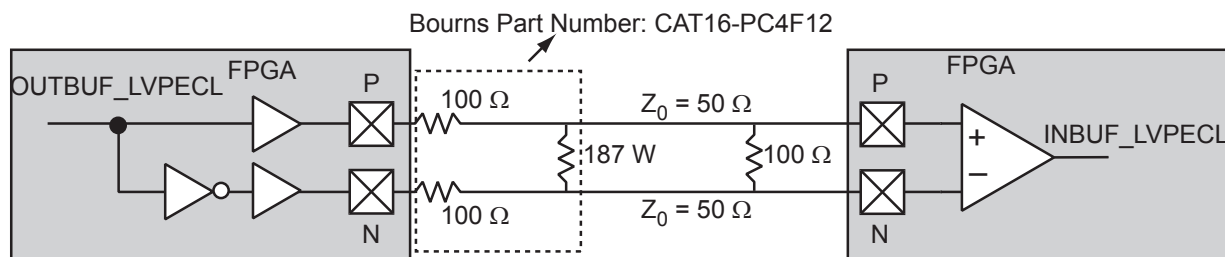 Bourns Part Number: CAT16-PC4F12
FPGA
FPGA
OUTBUF_LVPECL
P
P
100 Ω
Z0 = 50 Ω
INBUF_LVPECL
+
187 W
100 Ω
−
100 Ω
Z0 = 50 Ω
N
N